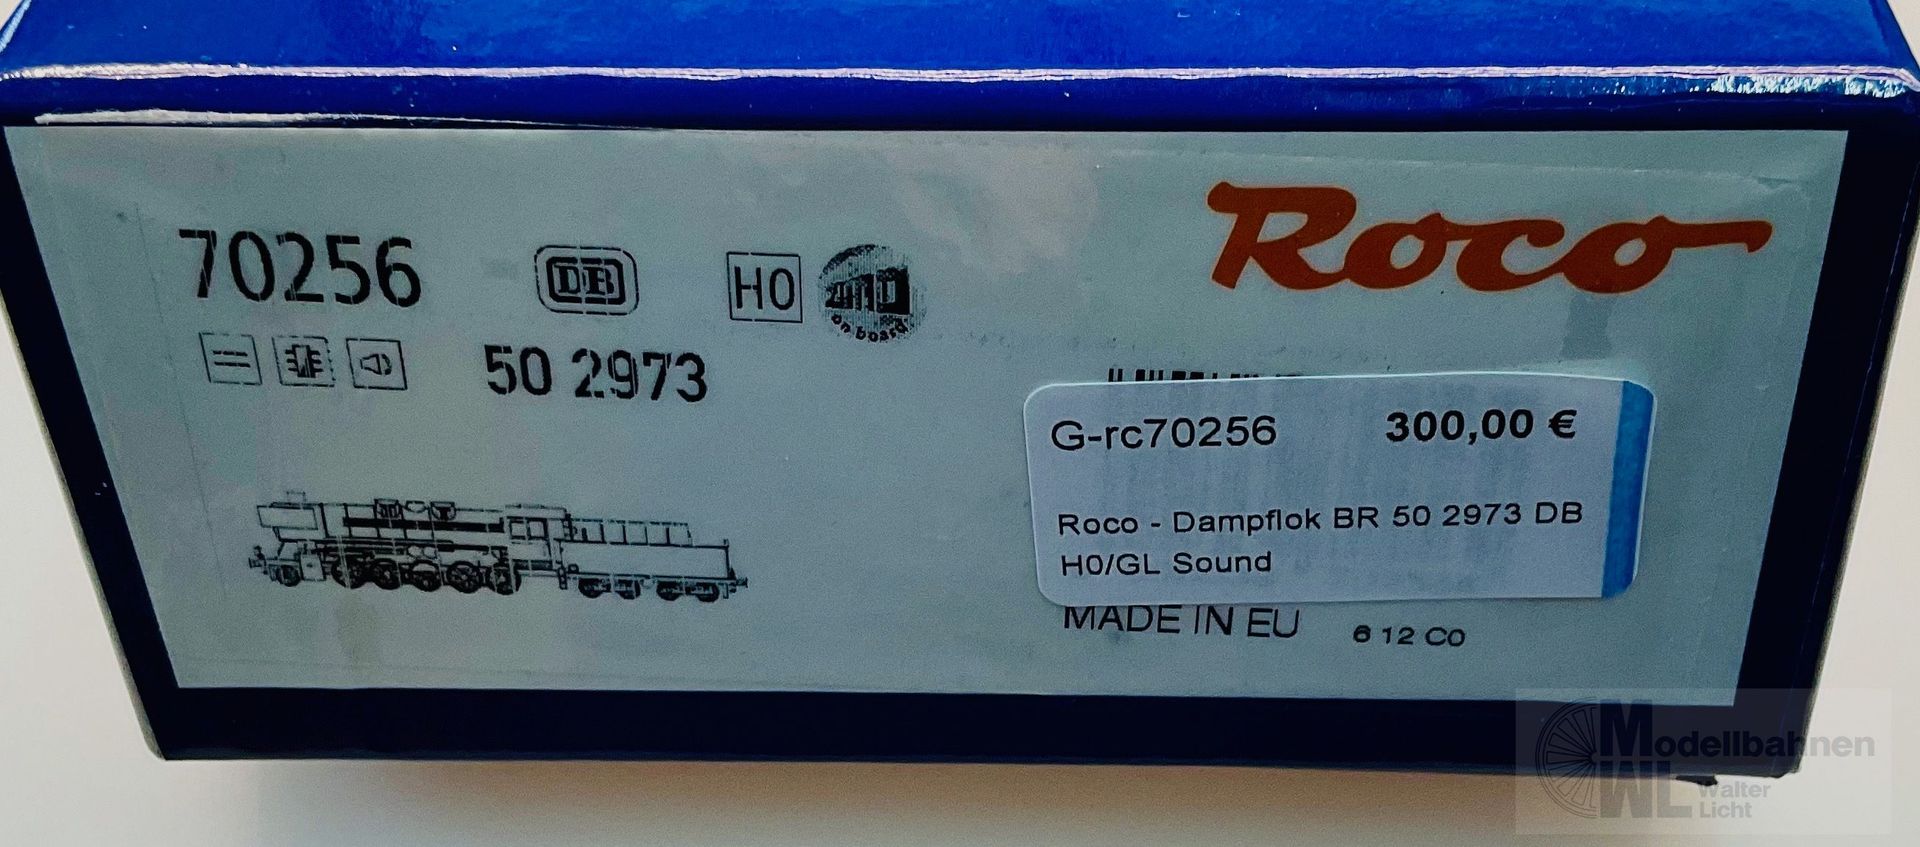 70256
DB
H0
on board
Roco
50 2973
G-rc70256 300,00 €
Roco - Dampflok BR 50 2973 DB
H0/GL Sound
MADE IN EU 6 12 C0
Modellbahnen
WL Walter
Licht